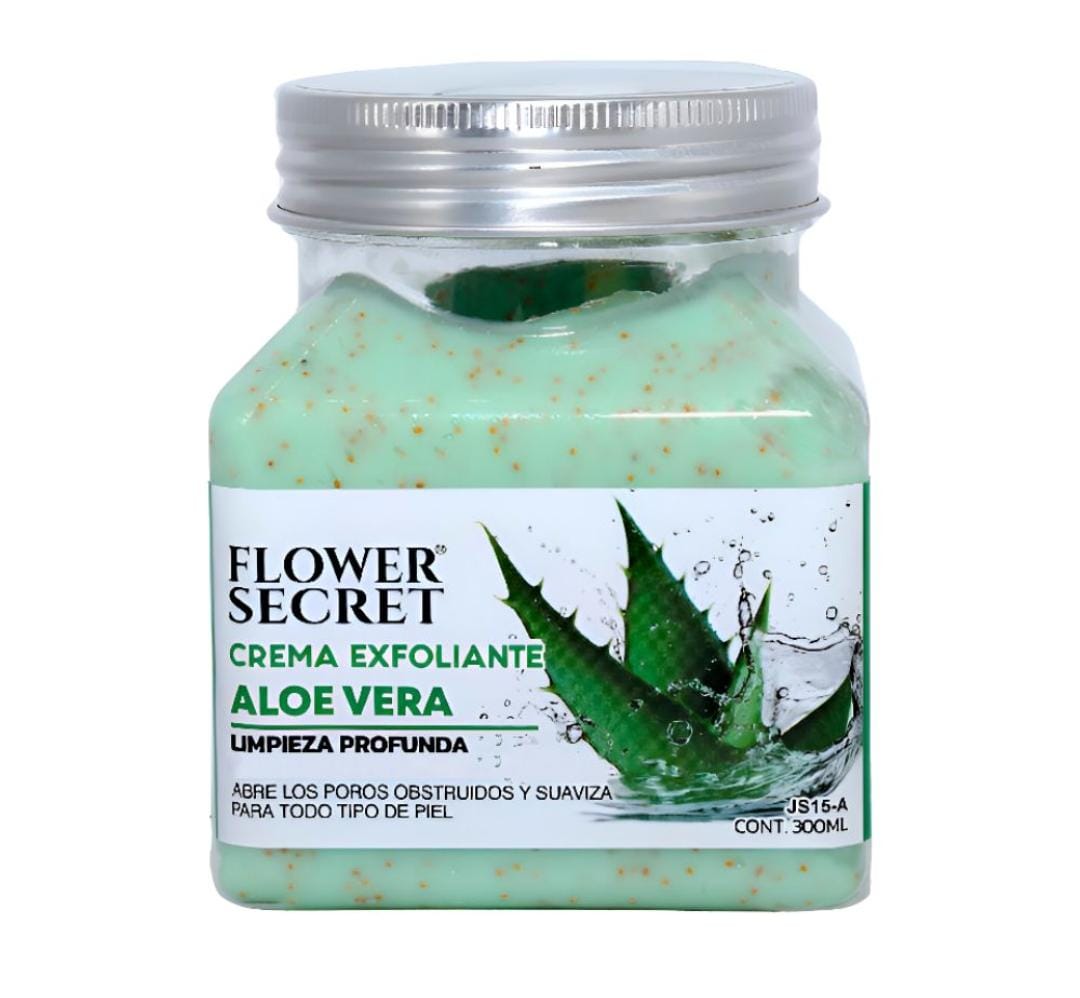 FLOWER®
SECRET
CREMA EXFOLIANTE
ALOE VERA
LIMPIEZA PROFUNDA
ABRE LOS POROS OBSTRUIDOS Y SUAVIZA
PARA TODO TIPO DE PIEL
JS15-A
CONT. 300ML